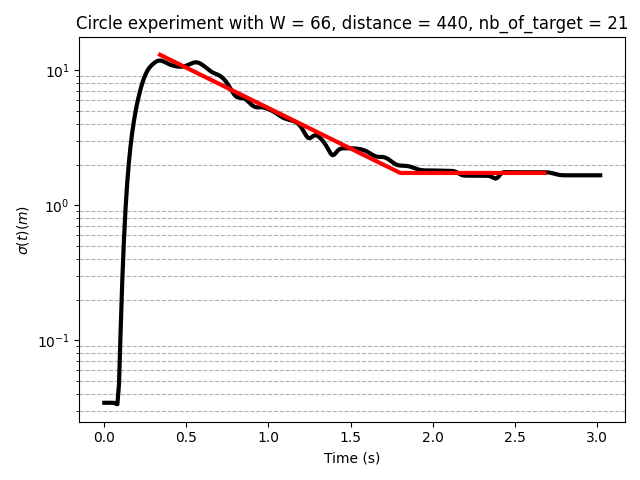 Circle experiment with W = 66, distance = 440, nb_of_target = 21
10¹
10⁰
10⁻¹
σ(t)(m)
0.0 0.5 1.0 1.5 2.0 2.5 3.0
Time (s)